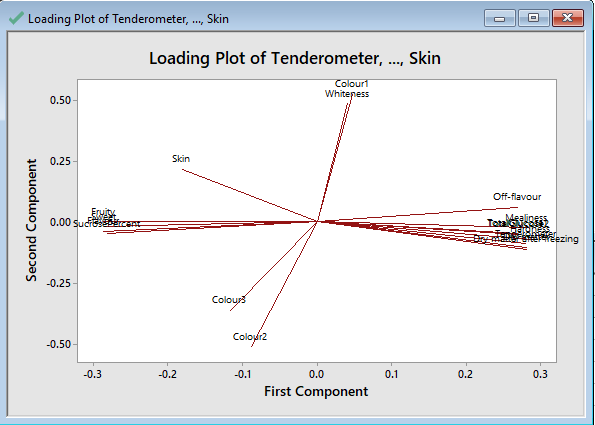 Loading Plot of Tenderometer, ..., Skin
Loading Plot of Tenderometer, ..., Skin
Colour1
0.50
Whiteness
0.25
Skin
Off-flavour
Fruity
Mealiness
0.00
SucrosePercent
Hardness
Dry matter after freezing
Second Component
-0.25
Colour3
Colour2
-0.50
-0.3
-0.2
-0.1
0.0
0.1
0.2
0.3
First Component